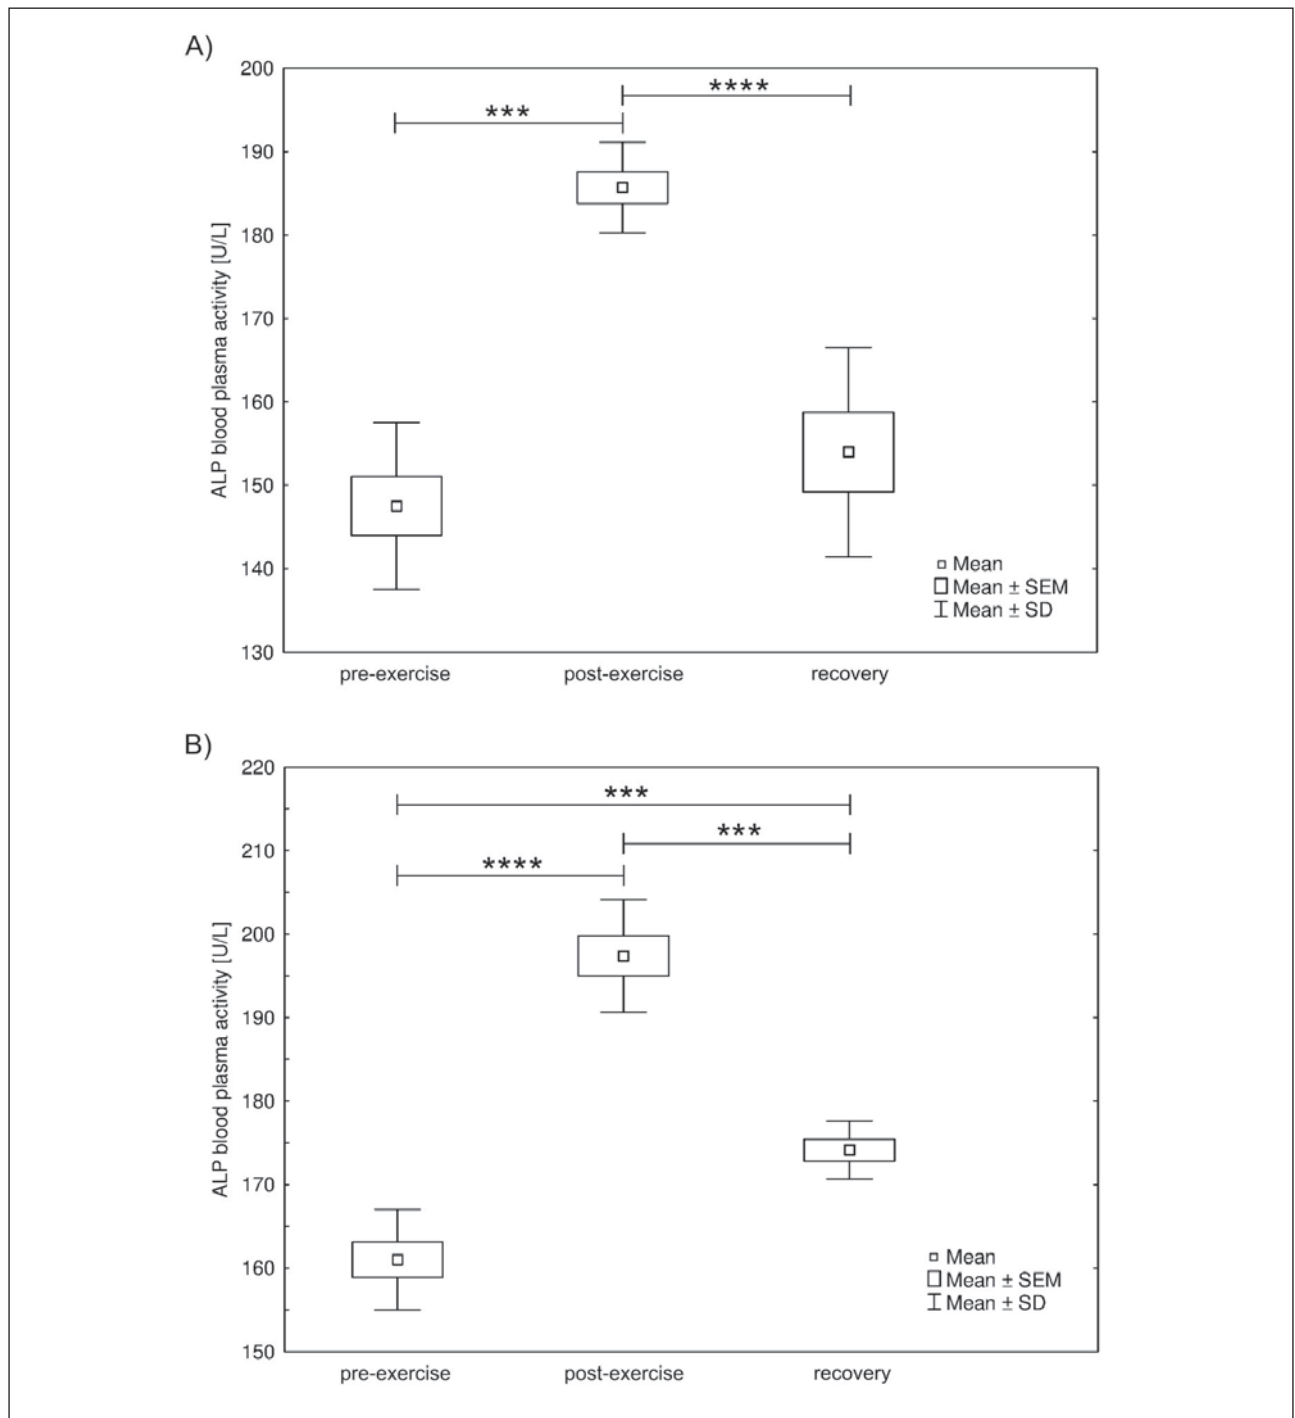 A)
200
190
180
170
160
150
140
130
ALP blood plasma activity [U/L]
***
****
Mean
Mean ± SEM
Mean ± SD
pre-exercise post-exercise recovery
B)
220
210
200
190
180
170
160
150
ALP blood plasma activity [U/L]
***
***
****
Mean
Mean ± SEM
Mean ± SD
pre-exercise post-exercise recovery